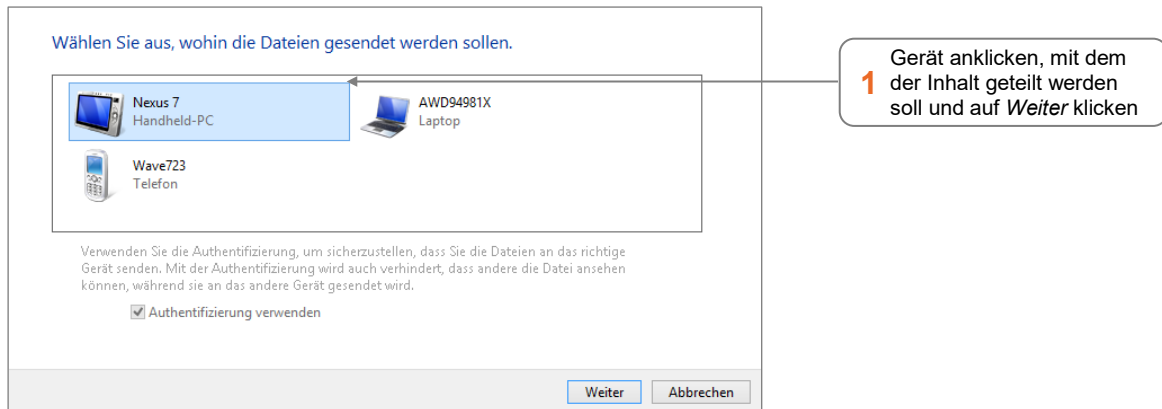 Wählen Sie aus, wohin die Dateien gesendet werden sollen.
Nexus 7
Handheld-PC
AWD94981X
Laptop
Wave723
Telefon
Verwenden Sie die Authentifizierung, um sicherzustellen, dass Sie die Dateien an das richtige
Gerät senden. Mit der Authentifizierung wird auch verhindert, dass andere die Datei ansehen
können, während sie an das andere Gerät gesendet wird.
Authentifizierung verwenden
Weiter
Abbrechen
1
Gerät anklicken, mit dem
der Inhalt geteilt werden
soll und auf Weiter klicken